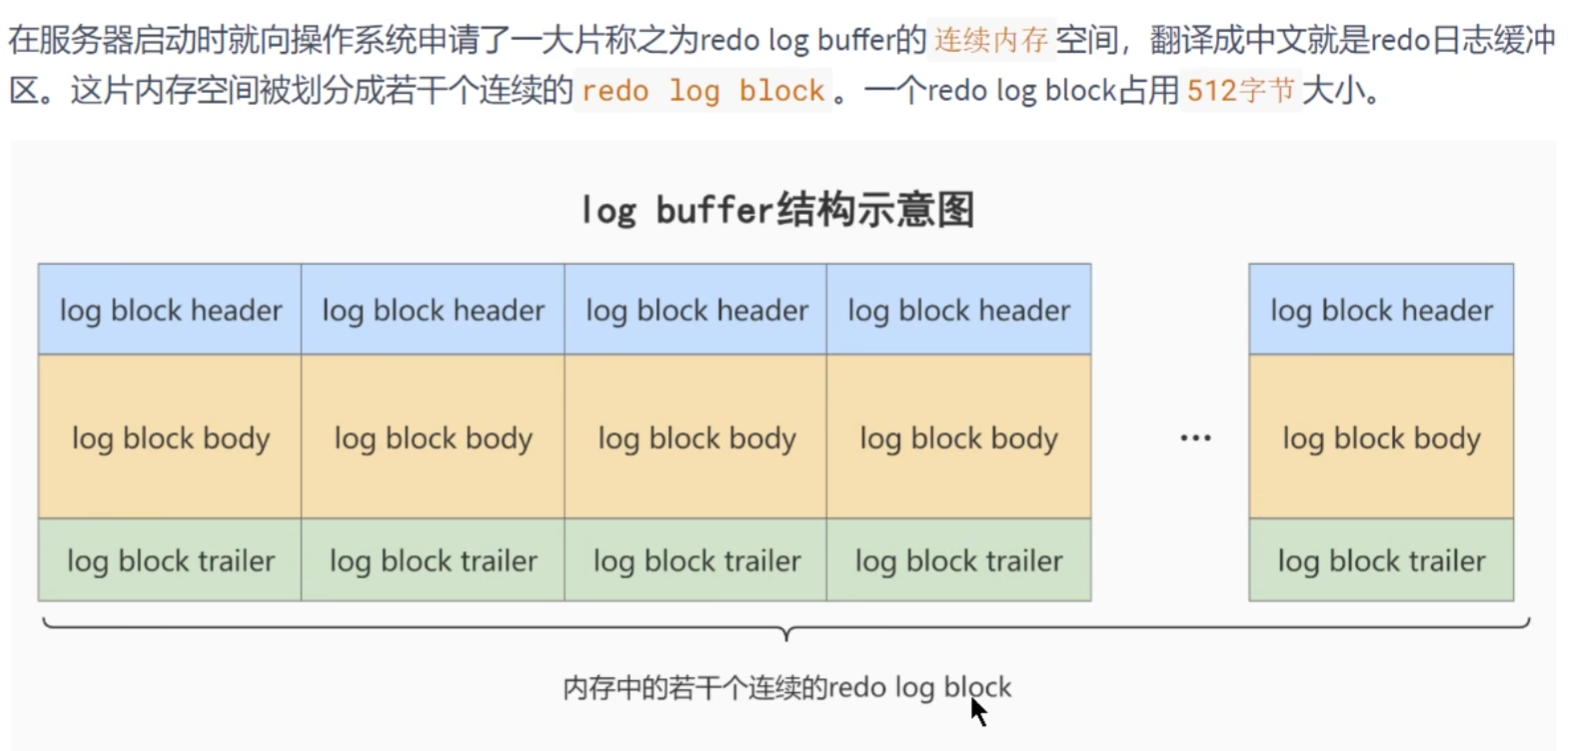 在服务器启动时就向操作系统申请了一大片称之为redo log buffer的 连续内存 空间，翻译成中文就是redo日志缓冲
区。这片内存空间被划分成若干个连续的 redo log block 。一个redo log block占用 512字节 大小。
log buffer结构示意图
log block header log block header log block header log block header log block header
log block body log block body log block body log block body ... log block body
log block trailer log block trailer log block trailer log block trailer log block trailer
内存中的若干个连续的redo log block